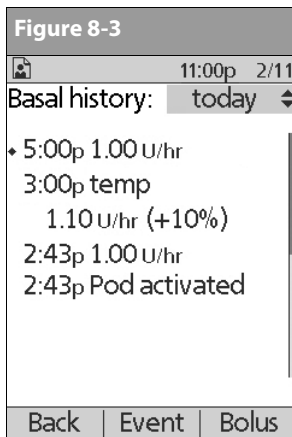 Figure 8-3
11:00p 2/11
Basal history: today
5:00p 1.00 U/hr
3:00p temp
1.10 U/hr (+10%)
2:43p 1.00 U/hr
2:43p Pod activated
Back | Event | Bolus